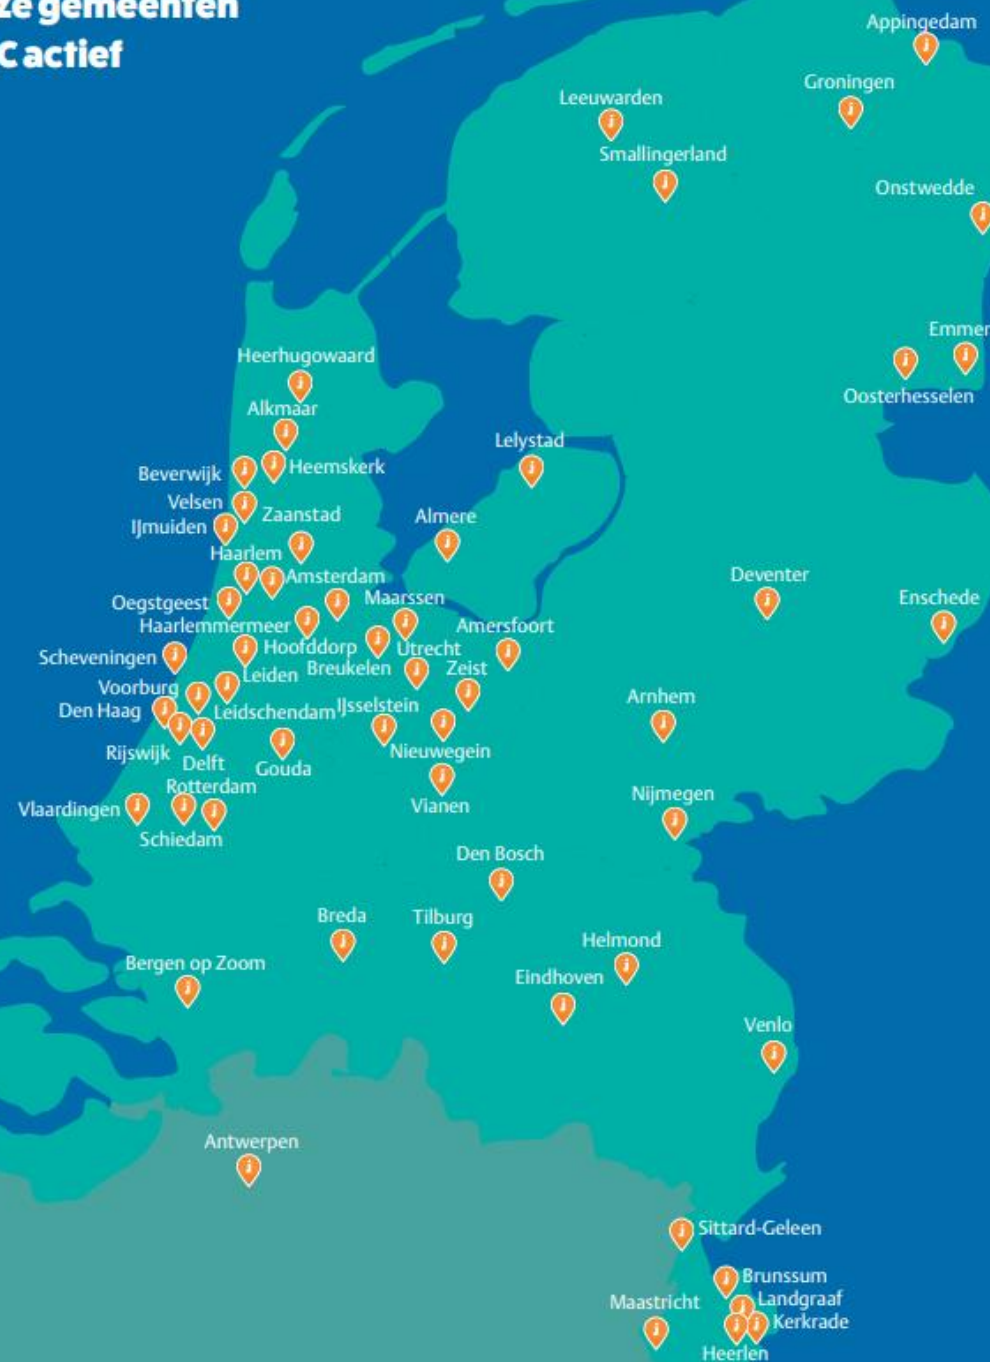 ze gemeenten
C actief
Appingedam
Groningen
Leeuwarden
Smallingerland
Onstwedde
Emmen
Oosterhesselen
Heerhugowaard
Alkmaar
Lelystad
Beverwijk
Heemskerk
Velsen
Zaanstad
IJmuiden
Almere
Haarlem
Amsterdam
Deventer
Oegstgeest
Maarssen
Enschede
Haarlemmermeer
Amersfoort
Hoofddorp
Utrecht
Scheveningen
Breukelen
Zeist
Leiden
Voorburg
Arnhem
Den Haag
Leidschendam
IJsselstein
Rijswijk
Delft
Gouda
Nieuwegein
Rotterdam
Nijmegen
Vlaardingen
Vianen
Schiedam
Den Bosch
Breda
Tilburg
Helmond
Bergen op Zoom
Eindhoven
Venlo
Antwerpen
Sittard-Geleen
Brunssum
Maastricht
Landgraaf
Kerkrade
Heerlen